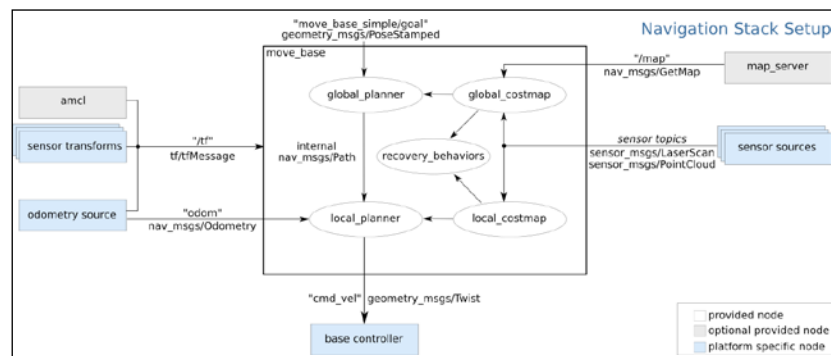 Navigation Stack Setup
"move_base_simple/goal"
geometry_msgs/PoseStamped
move_base
"/map"
nav_msgs/GetMap
map_server
amcl
global_planner
global_costmap
sensor transforms
"/tf"
tf/tfMessage
internal
nav_msgs/Path
recovery_behaviors
sensor topics
sensor_msgs/LaserScan
sensor_msgs/PointCloud
sensor sources
odometry source
"odom"
nav_msgs/Odometry
local_planner
local_costmap
"cmd_vel" geometry_msgs/Twist
base controller
provided node
optional provided node
platform specific node